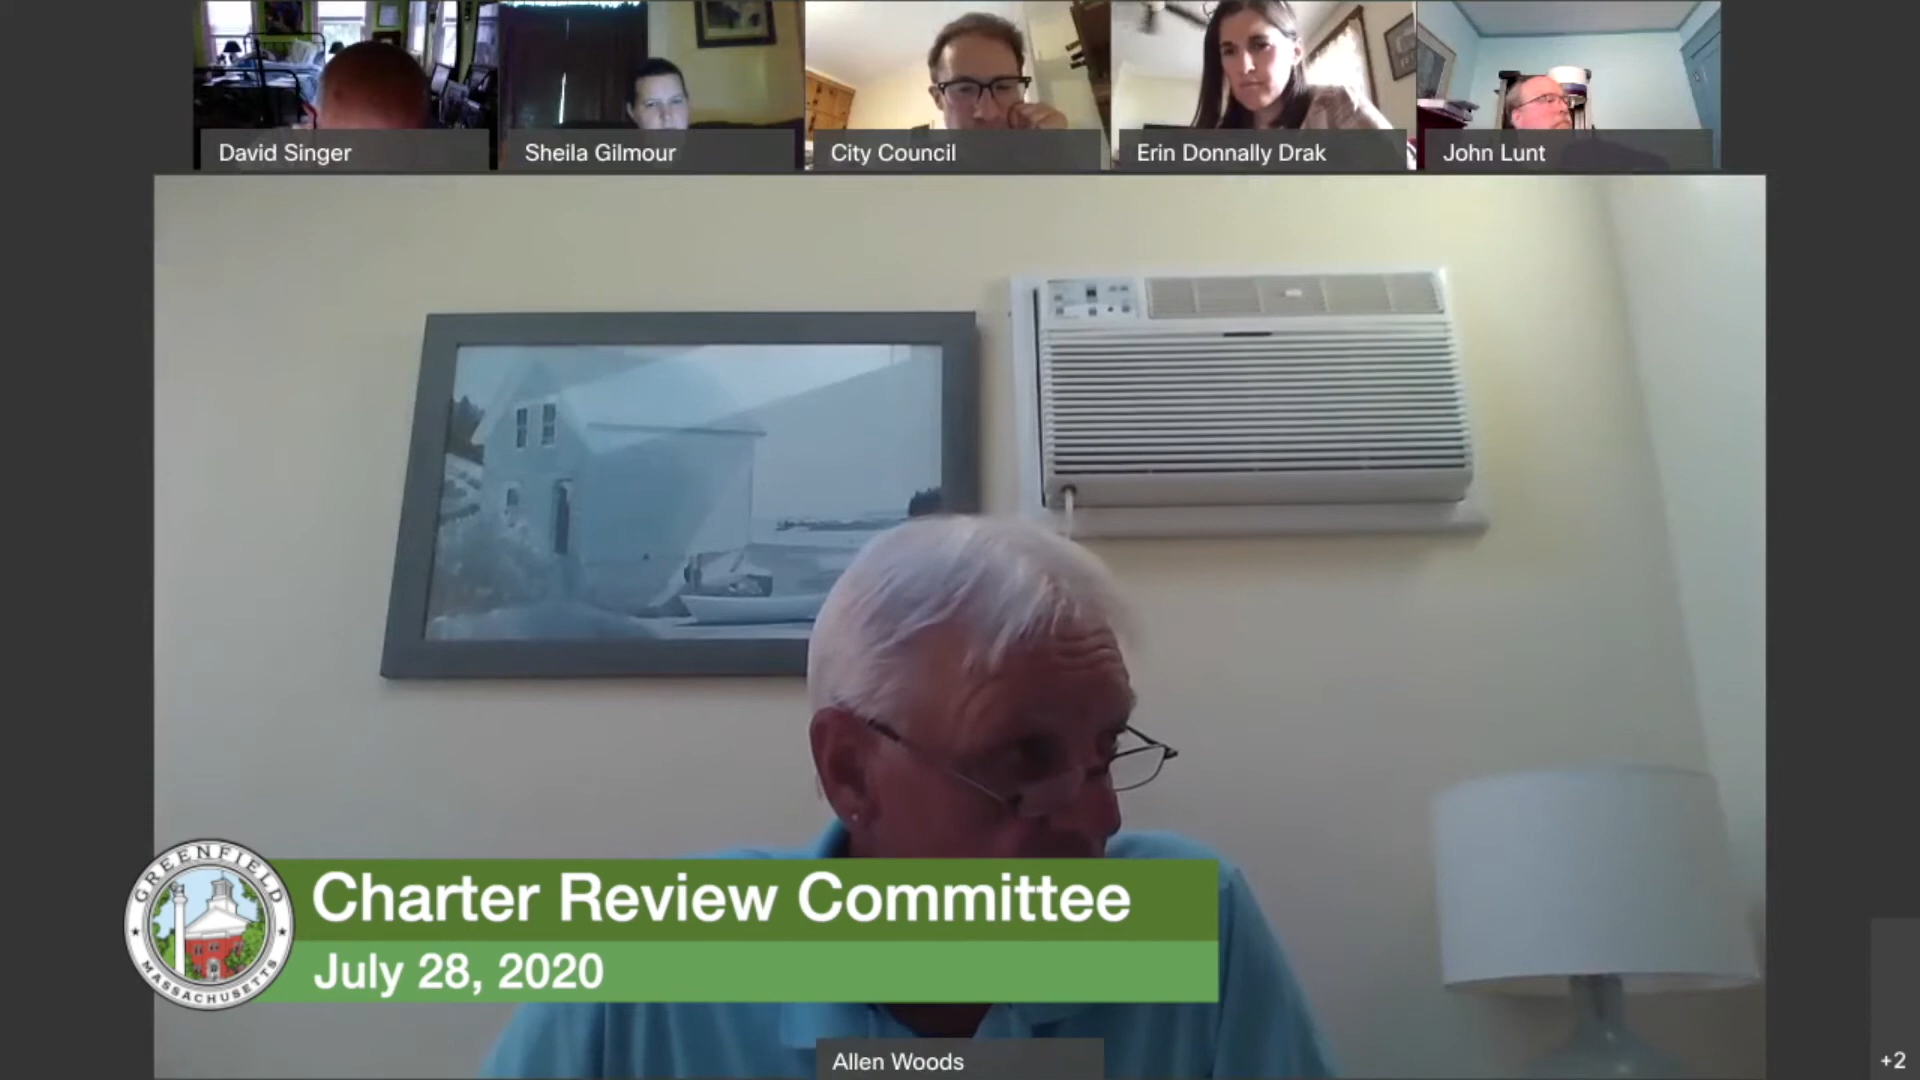 David Singer
Sheila Gilmour
City Council
Erin Donnally Drak
John Lunt
GREENFIELD
MASSACHUSETTS
Charter Review Committee
July 28, 2020
Allen Woods
+2